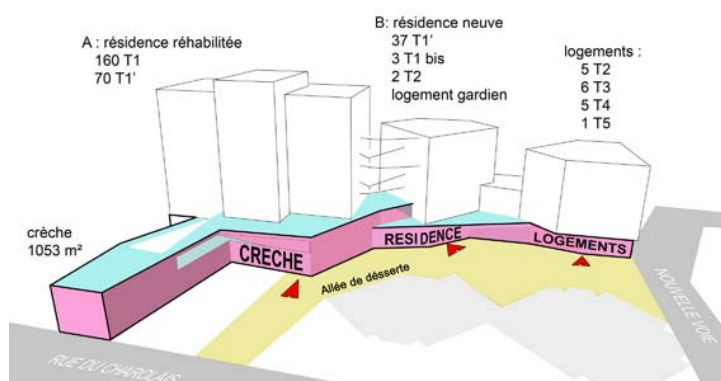 A : résidence réhabilitée
160 T1
70 T1'
B: résidence neuve
37 T1'
3 T1 bis
2 T2
logement gardien
logements :
5 T2
6 T3
5 T4
1 T5
crèche
1053 m²
CRECHE
RESIDENCE
LOGEMENTS
Allée de désserte
NOUVELLE VOIE
RUE DU CHAROLAIS